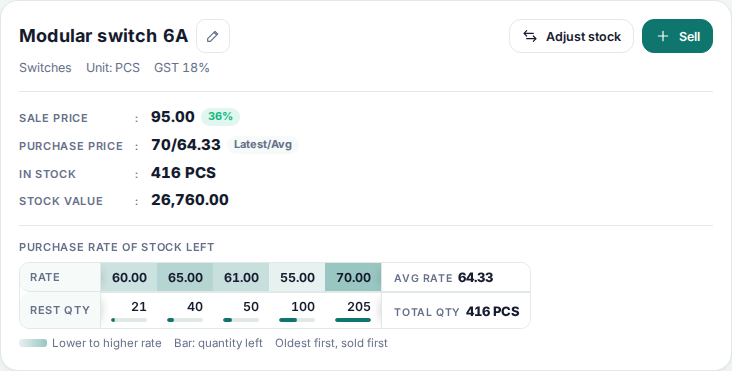 Modular switch 6A
Adjust stock
Sell
Switches Unit: PCS GST 18%
SALE PRICE : 95.00 36%
PURCHASE PRICE : 70/64.33 Latest/Avg
IN STOCK : 416 PCS
STOCK VALUE : 26,760.00
PURCHASE RATE OF STOCK LEFT
RATE 60.00 65.00 61.00 55.00 70.00 AVG RATE 64.33
REST QTY 21 40 50 100 205 TOTAL QTY 416 PCS
Lower to higher rate Bar: quantity left Oldest first, sold first